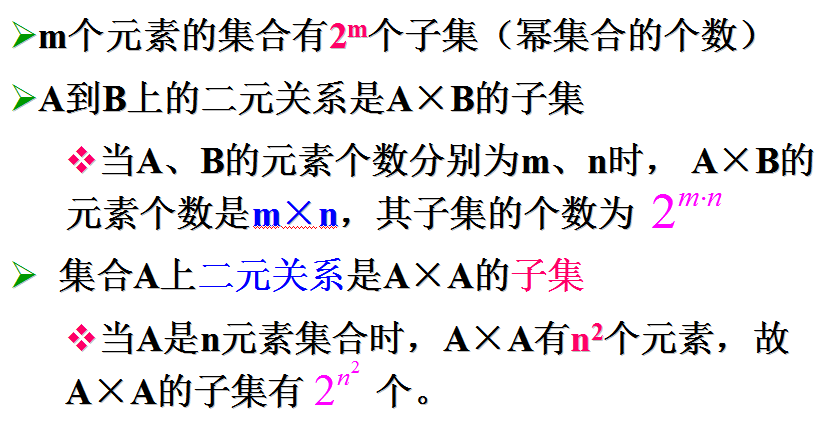 ➢m个元素的集合有2^m个子集（幂集合的个数）
➢A到B上的二元关系是A×B的子集
❖当A、B的元素个数分别为m、n时， A×B的
元素个数是m×n，其子集的个数为 2^{m·n}
➢ 集合A上二元关系是A×A的子集
❖当A是n元素集合时，A×A有n²个元素，故
A×A的子集有 2^{n^2} 个。